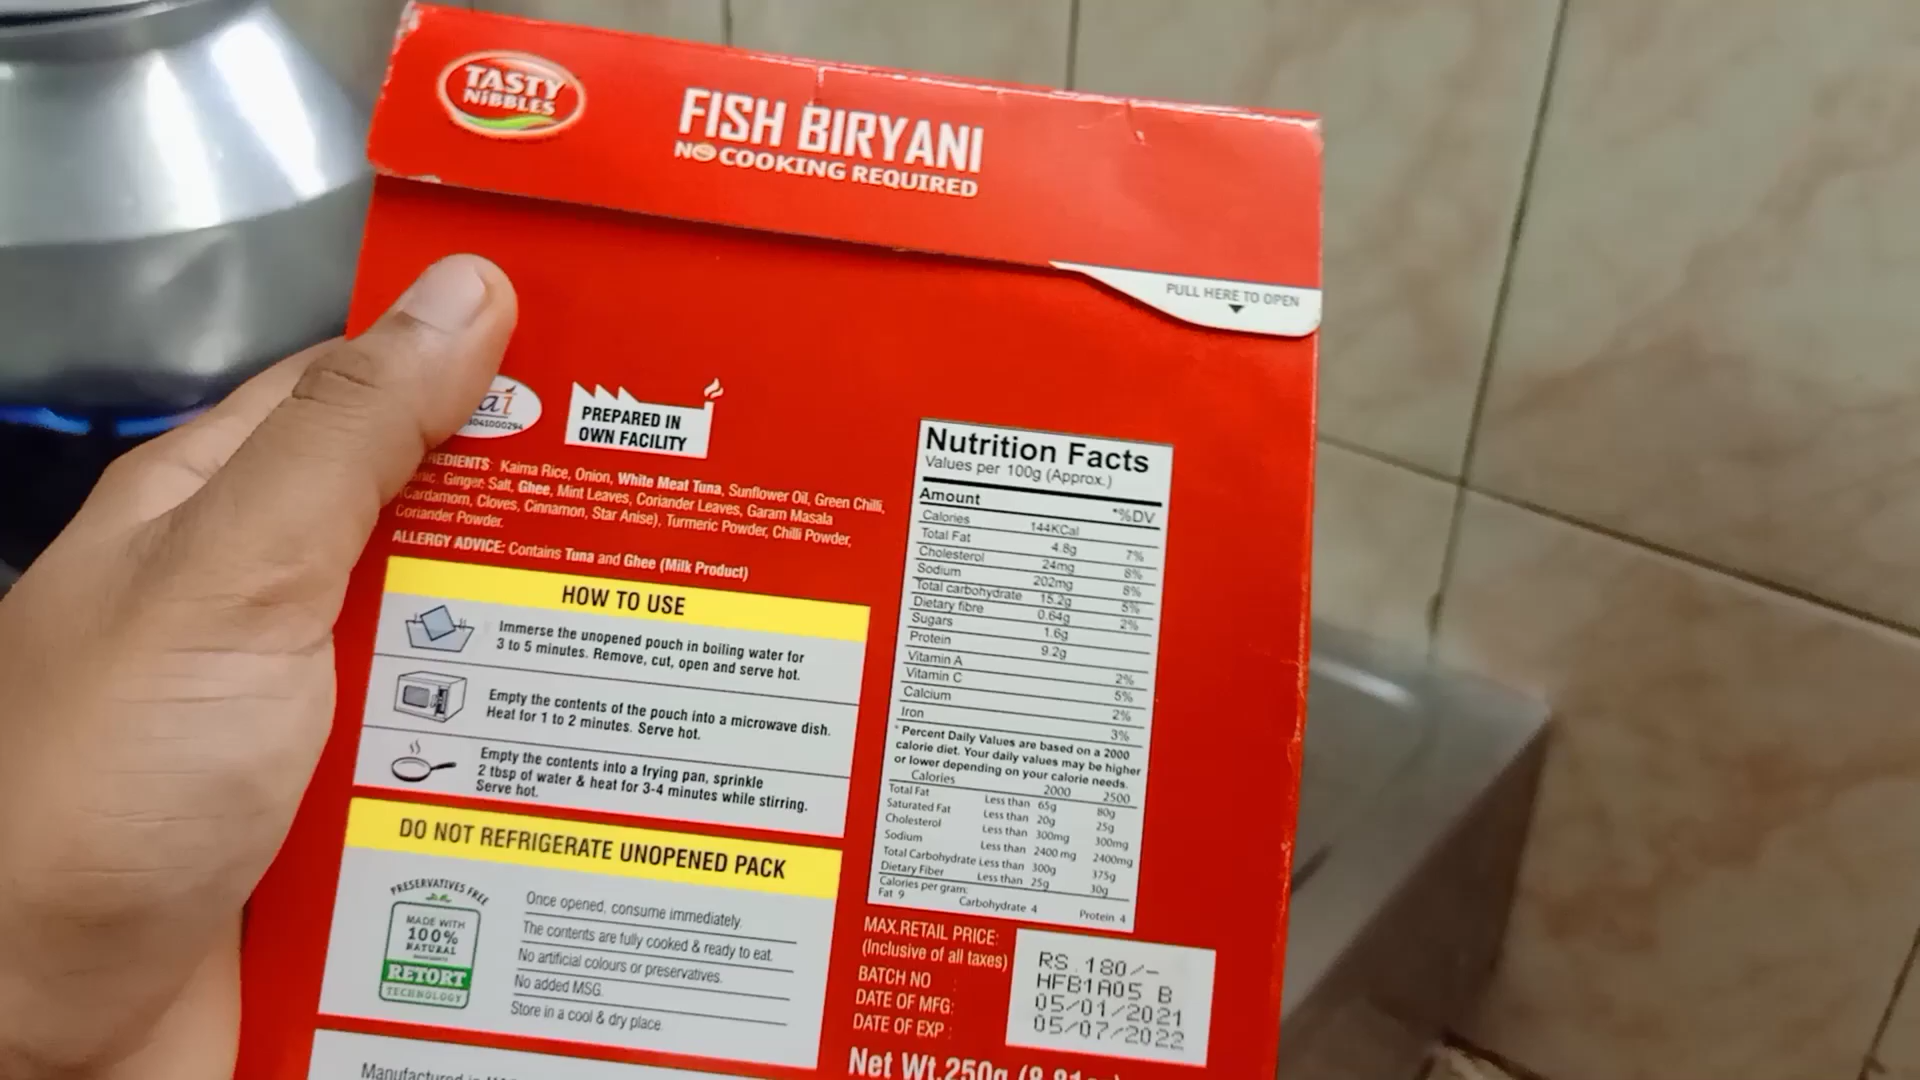 TASTY
NiBBLES
FISH BIRYANI
NO COOKING REQUIRED
PULL HERE TO OPEN
PREPARED IN
OWN FACILITY
Kaima Rice, Onion, White Meat Tuna, Sunflower Oil, Green Chilli,
Ginger, Salt, Ghee, Mint Leaves, Coriander Leaves, Garam Masala
(Cardamom, Cloves, Cinnamon, Star Anise), Turmeric Powder, Chilli Powder,
Coriander Powder.
ALLERGY ADVICE: Contains Tuna and Ghee (Milk Product)
HOW TO USE
Immerse the unopened pouch in boiling water for
3 to 5 minutes. Remove, cut, open and serve hot.
Empty the contents of the pouch into a microwave dish.
Heat for 1 to 2 minutes. Serve hot.
Empty the contents into a frying pan, sprinkle
2 tbsp of water & heat for 3-4 minutes while stirring.
Serve hot.
DO NOT REFRIGERATE UNOPENED PACK
PRESERVATIVES FREE
MADE WITH
100%
NATURAL
RETORT
TECHNOLOGY
Once opened, consume immediately.
The contents are fully cooked & ready to eat.
No artificial colours or preservatives.
No added MSG.
Store in a cool & dry place.
Nutrition Facts
Values per 100g (Approx.)
Amount *%DV
Calories 144KCal
Total Fat 4.8g 7%
Cholesterol 24mg 8%
Sodium 202mg 8%
Total carbohydrate 15.2g 5%
Dietary fibre 0.64g 2%
Sugars 1.6g
Protein 9.2g
Vitamin A 2%
Vitamin C 5%
Calcium 2%
Iron 3%
* Percent Daily Values are based on a 2000
calorie diet. Your daily values may be higher
or lower depending on your calorie needs.
Calories 2000 2500
Total Fat Less than 65g 80g
Saturated Fat Less than 20g 25g
Cholesterol Less than 300mg 300mg
Sodium Less than 2400 mg 2400mg
Total Carbohydrate Less than 300g 375g
Dietary Fiber Less than 25g 30g
Calories per gram:
Fat 9 Carbohydrate 4 Protein 4
MAX.RETAIL PRICE:
(Inclusive of all taxes)
BATCH NO :
DATE OF MFG:
DATE OF EXP :
RS.180/-
HFB1A05 B
05/01/2021
05/07/2022
Net Wt.250g
Manufactured